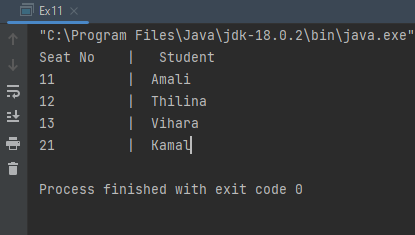 Ex11
"C:\Program Files\Java\jdk-18.0.2\bin\java.exe"
Seat No    |   Student
11         |  Amali
12         |  Thilina
13         |  Vihara
21         |  Kamal
Process finished with exit code 0